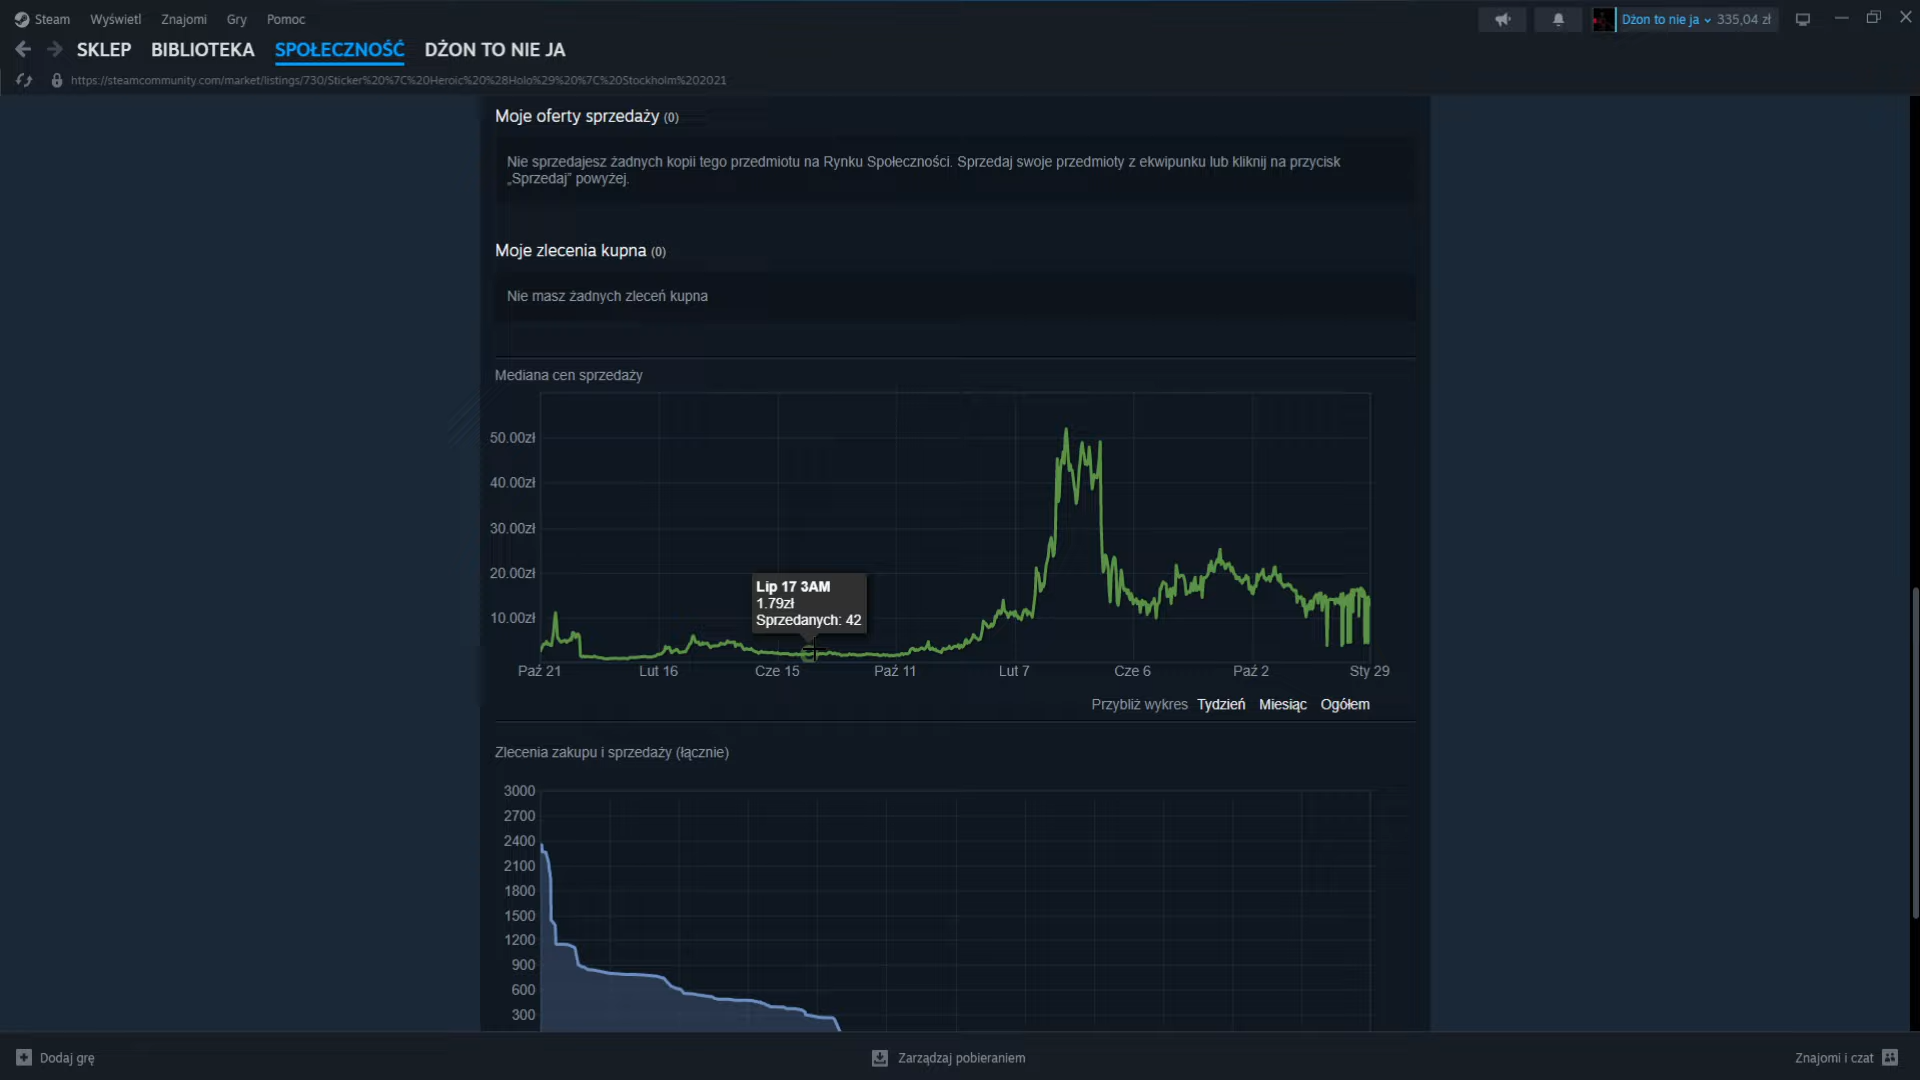 Steam Wyświetl Znajomi Gry Pomoc
Dżon to nie ja 335,04 zł
SKLEP BIBLIOTEKA SPOŁECZNOŚĆ DŻON TO NIE JA
https://steamcommunity.com/market/listings/730/Sticker%20%7C%20Heroic%20%28Holo%29%20%7C%20Stockholm%202021
Moje oferty sprzedaży (0)
Nie sprzedajesz żadnych kopii tego przedmiotu na Rynku Społeczności. Sprzedaj swoje przedmioty z ekwipunku lub kliknij na przycisk
„Sprzedaj” powyżej.
Moje zlecenia kupna (0)
Nie masz żadnych zleceń kupna
Mediana cen sprzedaży
50.00zł
40.00zł
30.00zł
20.00zł
10.00zł
Lip 17 3AM
1.79zł
Sprzedanych: 42
Paź 21 Lut 16 Cze 15 Paź 11 Lut 7 Cze 6 Paź 2 Sty 29
Przybliż wykres Tydzień Miesiąc Ogółem
Zlecenia zakupu i sprzedaży (łącznie)
3000
2700
2400
2100
1800
1500
1200
900
600
300
Dodaj grę Zarządzaj pobieraniem Znajomi i czat